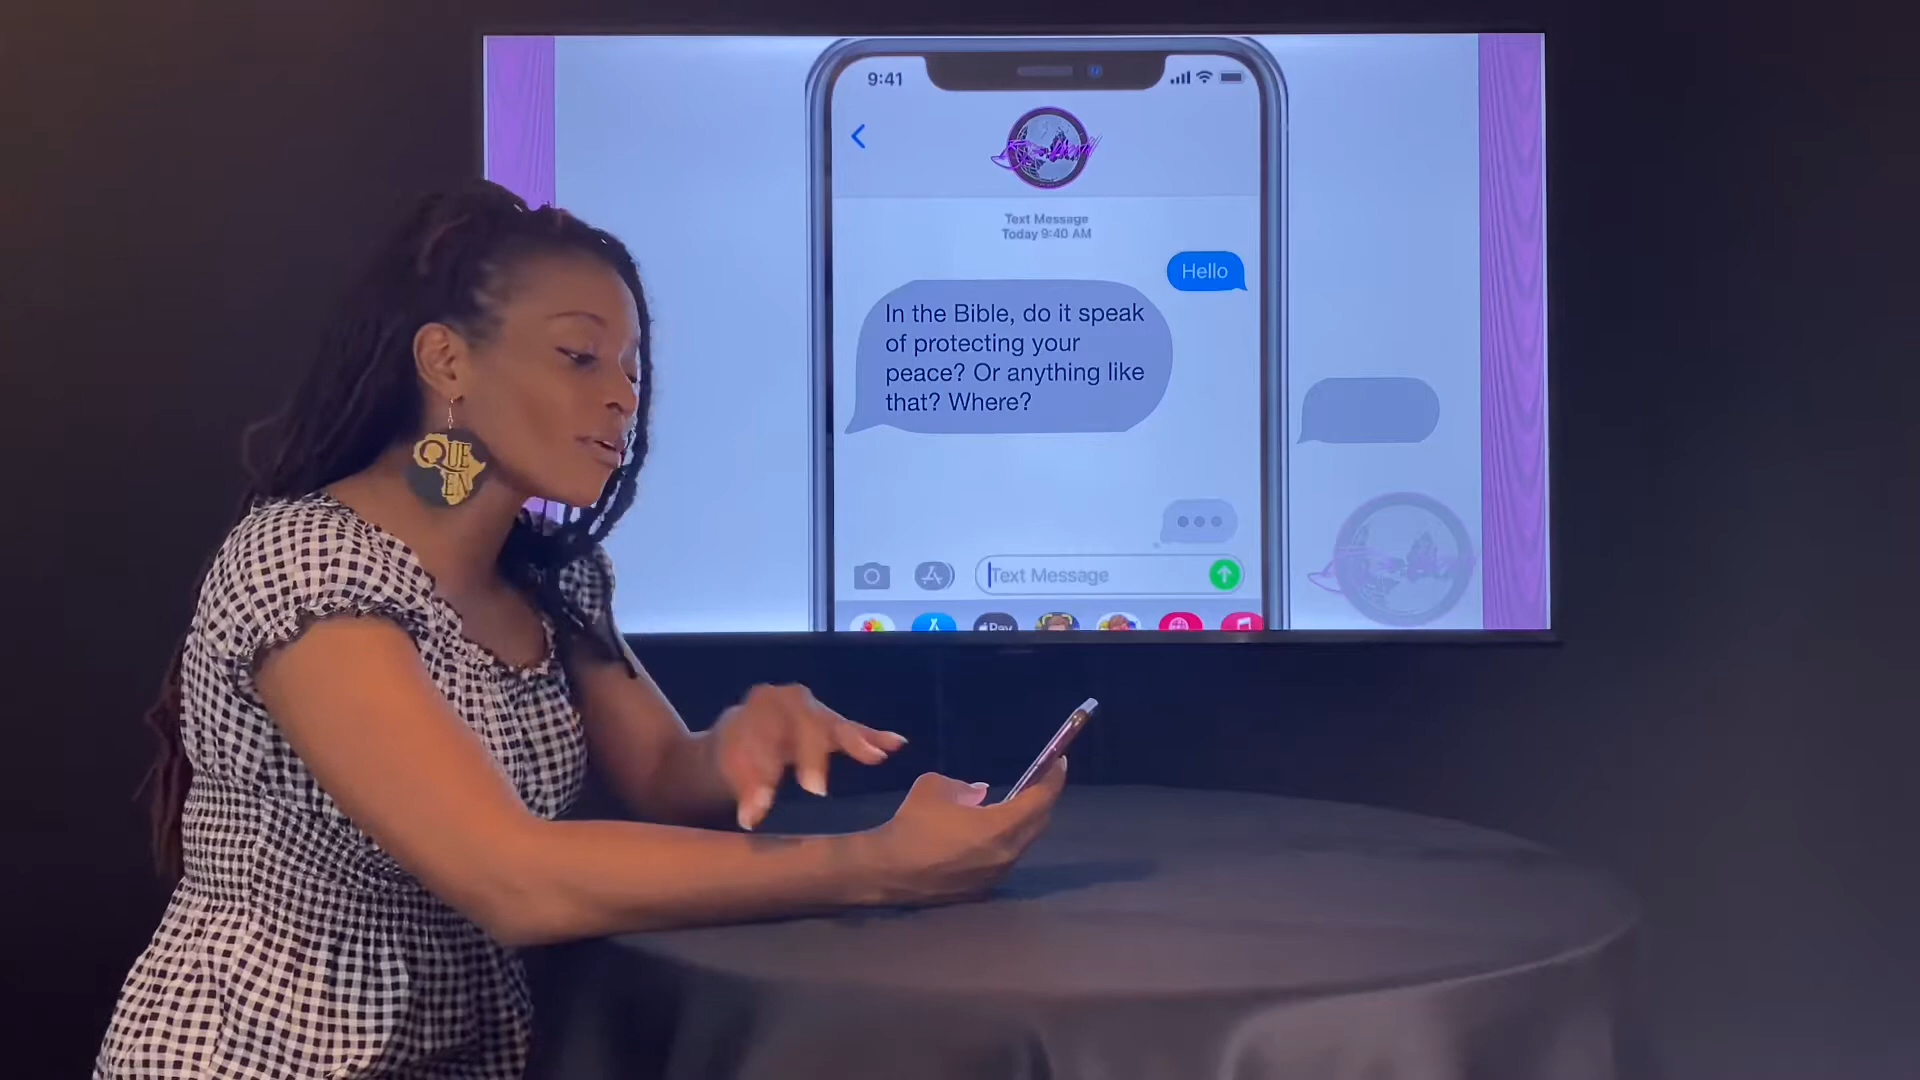 9:41
Text Message
Today 9:40 AM
Hello
In the Bible, do it speak
of protecting your
peace? Or anything like
that? Where?
Text Message
Pay
QUE
EN